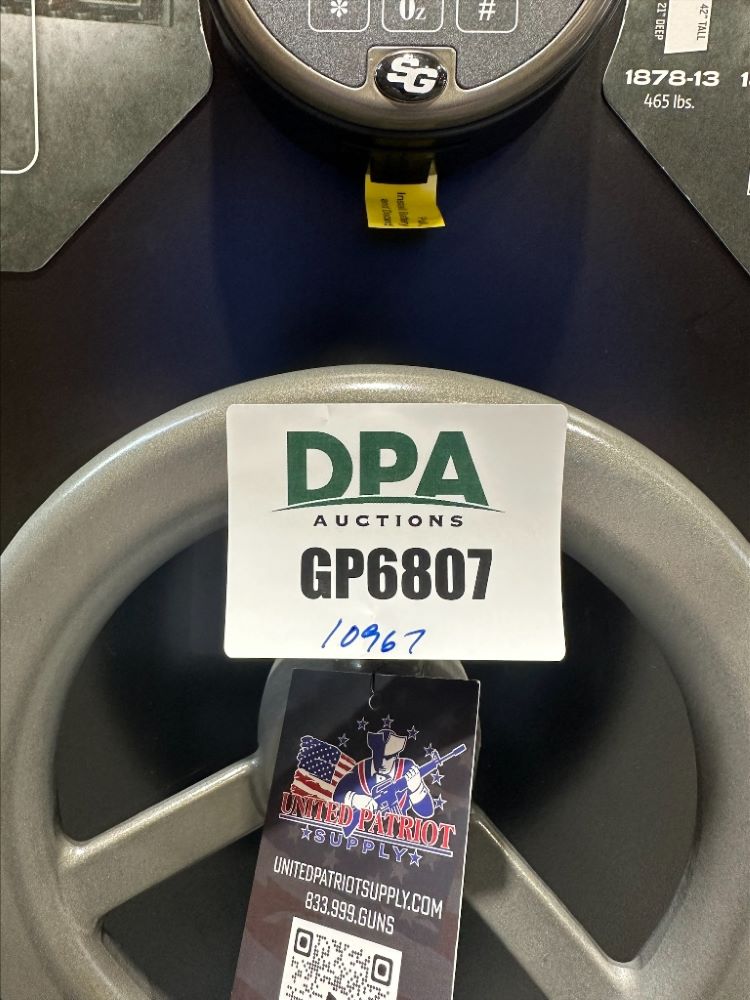 *
0z
#
SG
42" TALL
21" DEEP
1878-13
465 lbs.
DPA
AUCTIONS
GP6807
10967
UNITED PATRIOT
SUPPLY
UNITEDPATRIOTSUPPLY.COM
833.999.GUNS